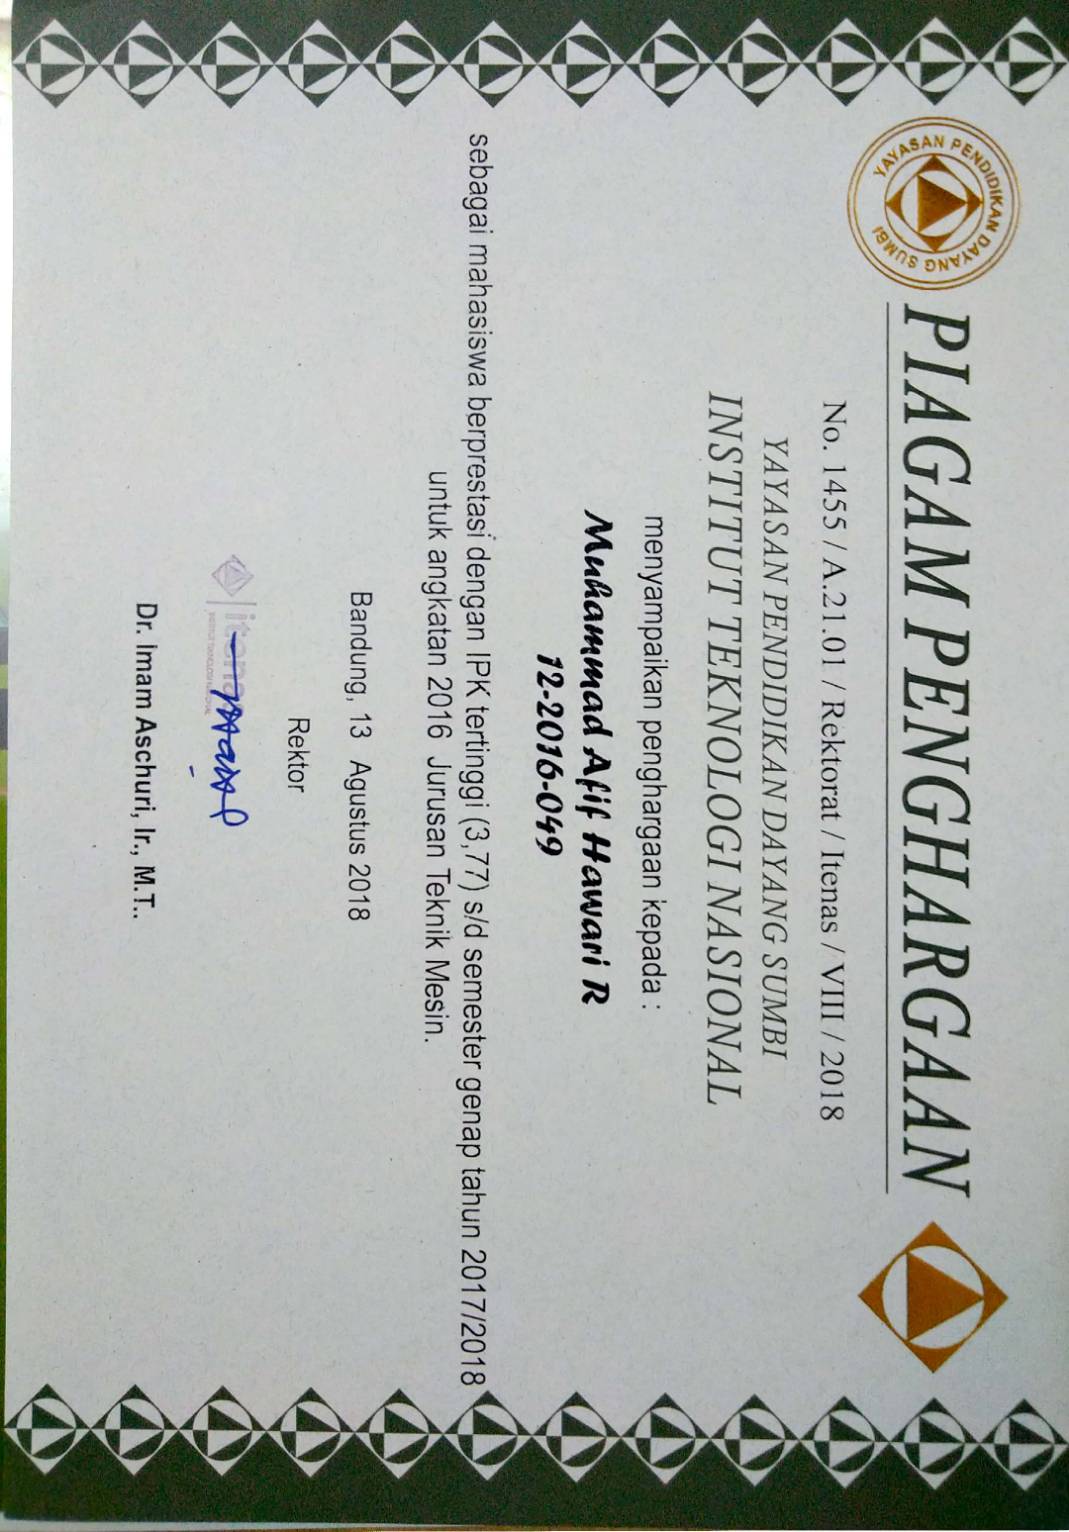 YAYASAN PENDIDIKAN DAYANG SUMBI
PIAGAM PENGHARGAAN
No. 1455 / A.21.01 / Rektorat / Itenas / VIII / 2018
YAYASAN PENDIDIKAN DAYANG SUMBI
INSTITUT TEKNOLOGI NASIONAL
menyampaikan penghargaan kepada :
Muhammad Afif Hawari R
12-2016-049
sebagai mahasiswa berprestasi dengan IPK tertinggi (3,77) s/d semester genap tahun 2017/2018
untuk angkatan 2016 Jurusan Teknik Mesin.
Bandung, 13 Agustus 2018
Rektor
itenas
INSTITUT TEKNOLOGI NASIONAL
Dr. Imam Aschuri, Ir., M.T..